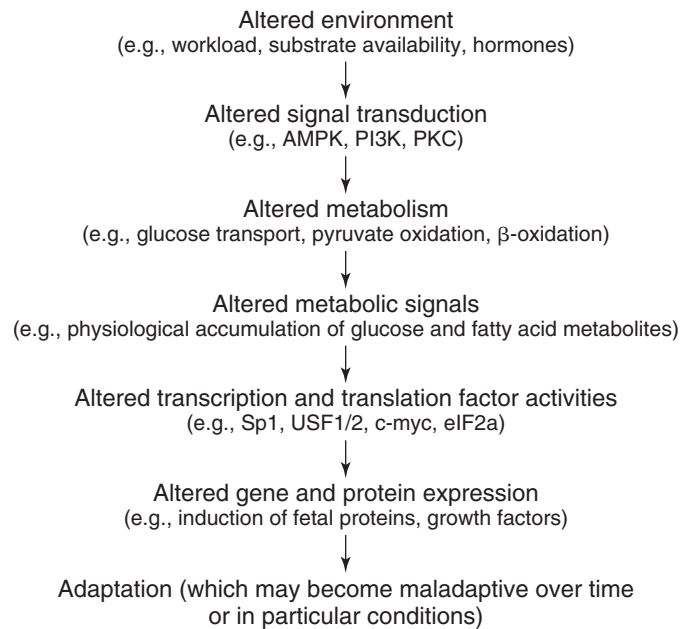 Altered environment
(e.g., workload, substrate availability, hormones)
Altered signal transduction
(e.g., AMPK, PI3K, PKC)
Altered metabolism
(e.g., glucose transport, pyruvate oxidation, β-oxidation)
Altered metabolic signals
(e.g., physiological accumulation of glucose and fatty acid metabolites)
Altered transcription and translation factor activities
(e.g., Sp1, USF1/2, c-myc, eIF2a)
Altered gene and protein expression
(e.g., induction of fetal proteins, growth factors)
Adaptation (which may become maladaptive over time
or in particular conditions)